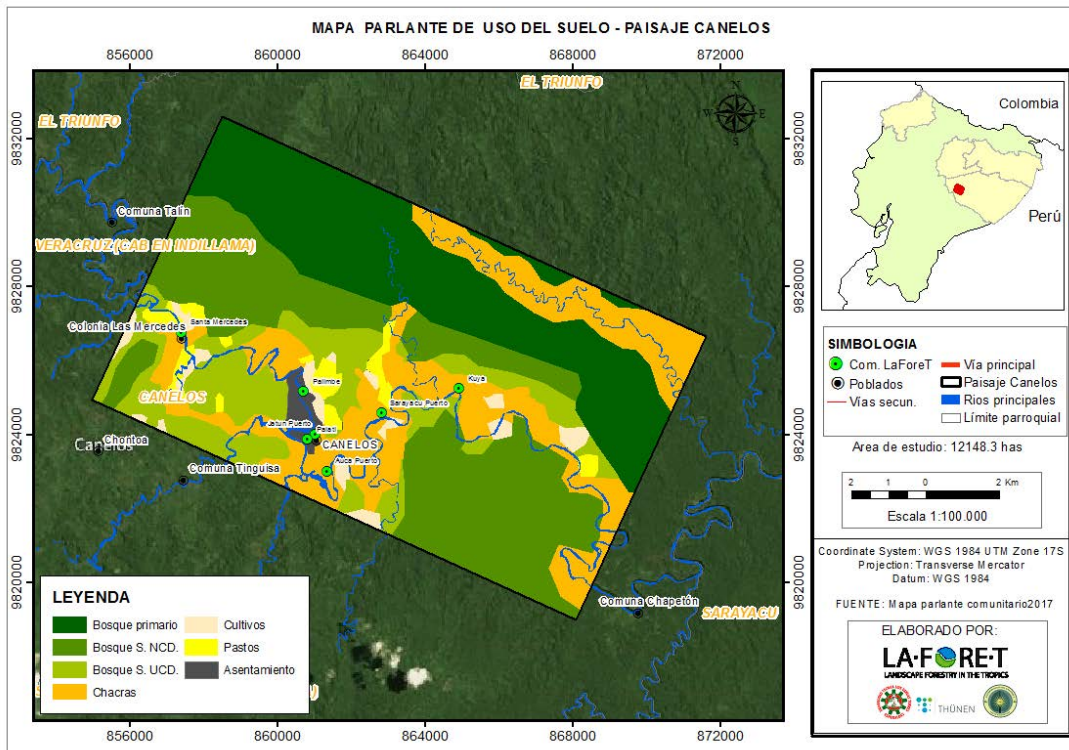 MAPA PARLANTE DE USO DEL SUELO - PAISAJE CANELOS
856000 860000 864000 868000 872000
EL TRIUNFO
EL TRIUNFO
N
W E
S
9832000 9832000
Comuna Talín
VERACRUZ (CAB EN INDILLAMA)
9828000 9828000
Santa Mercedes
Colonia Las Mercedes
Palimbe
Kuya
CANELOS
Sarayacu Puerto
Jatun Puerto
Palati
9824000 9824000
CANELOS
Chontoa
Canelos
Auca Puerto
Comuna Tinguisa
9820000 9820000
Comuna Chapetón
SARAYACU
LEYENDA
Bosque primario
Bosque S. NCD.
Bosque S. UCD.
Chacras
Cultivos
Pastos
Asentamiento
856000 860000 864000 868000 872000
Colombia
Perú
SIMBOLOGIA
Com. LaForeT
Poblados
Vías secun.
Vía principal
Paisaje Canelos
Rios principales
Límite parroquial
Area de estudio: 12148.3 has
2 1 0 2 Km
Escala 1:100.000
Coordinate System: WGS 1984 UTM Zone 17S
Projection: Transverse Mercator
Datum: WGS 1984
FUENTE: Mapa parlante comunitario2017
ELABORADO POR:
LA·FORE·T
LANDSCAPE FORESTRY IN THE TROPICS
THÜNEN